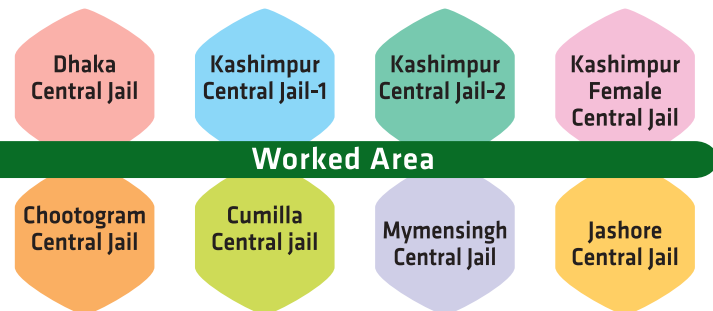 Dhaka
Central Jail
Kashimpur
Central Jail-1
Kashimpur
Central Jail-2
Kashimpur
Female
Central Jail
Worked Area
Chootogram
Central Jail
Cumilla
Central jail
Mymensingh
Central Jail
Jashore
Central Jail